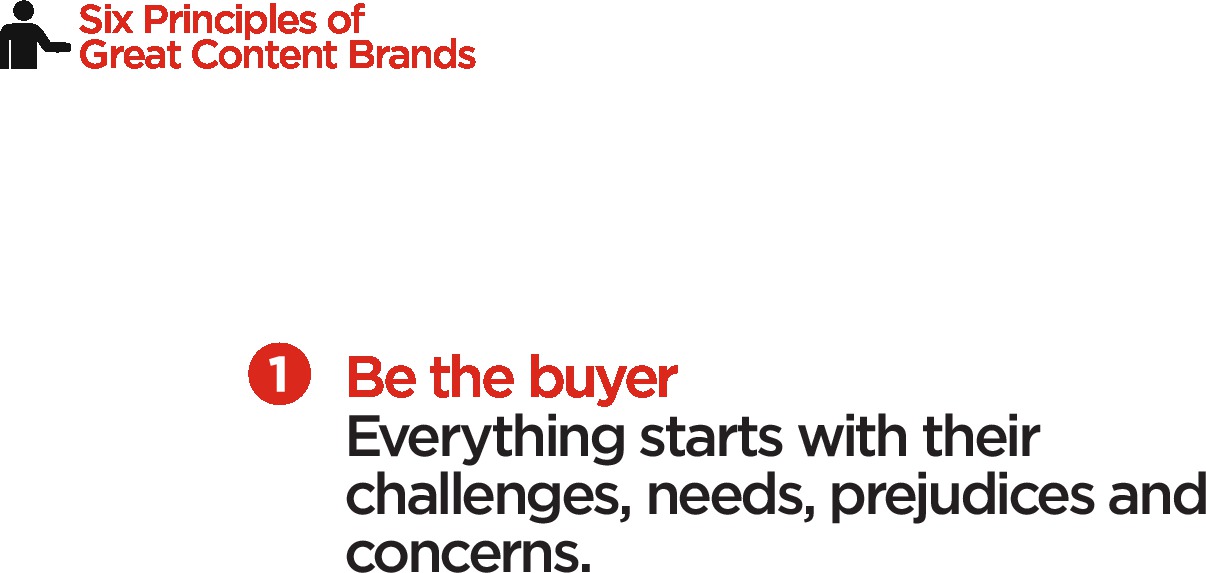 Six Principles of
Great Content Brands
1 Be the buyer
Everything starts with their
challenges, needs, prejudices and
concerns.